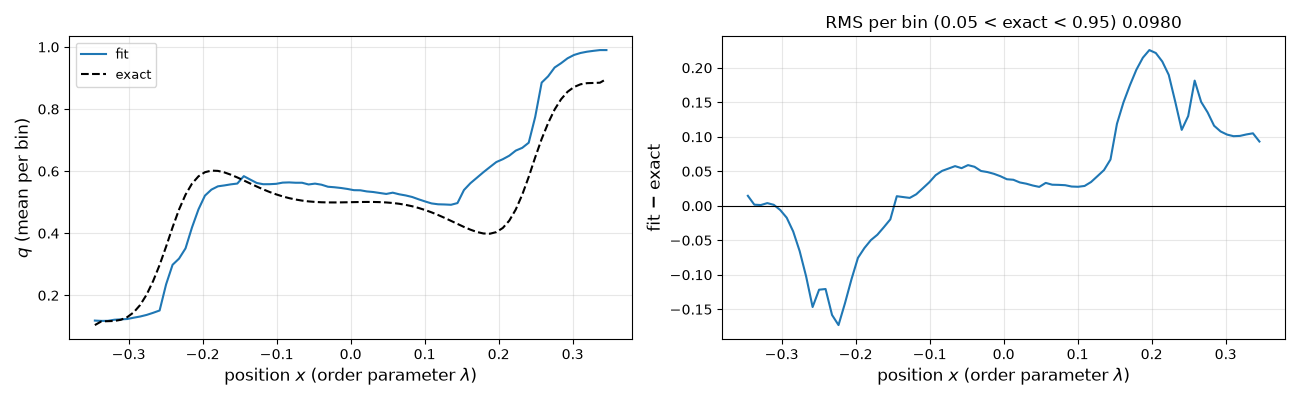 1.0
0.8
0.6
0.4
0.2
q (mean per bin)
fit
exact
−0.3 −0.2 −0.1 0.0 0.1 0.2 0.3
position x (order parameter λ)
RMS per bin (0.05 < exact < 0.95) 0.0980
0.20
0.15
0.10
0.05
0.00
−0.05
−0.10
−0.15
fit − exact
−0.3 −0.2 −0.1 0.0 0.1 0.2 0.3
position x (order parameter λ)